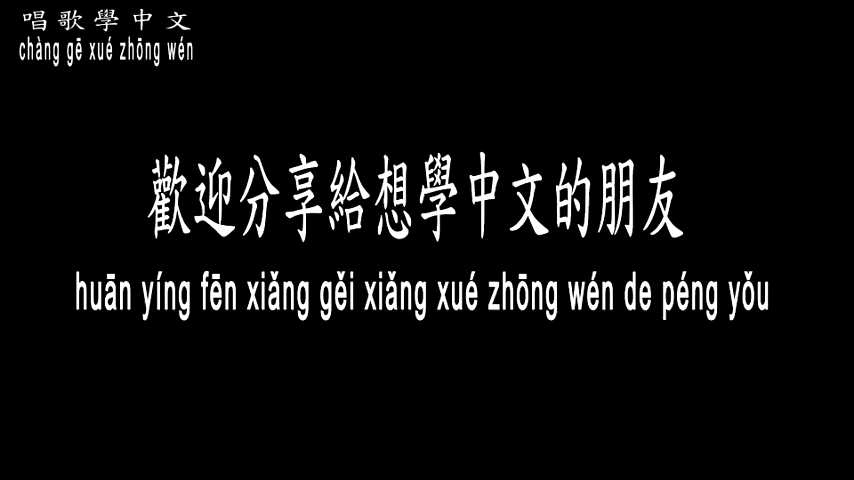 唱歌學中文
chàng gē xué zhōng wén
歡迎分享給想學中文的朋友
huān yíng fēn xiǎng gěi xiǎng xué zhōng wén de péng yǒu